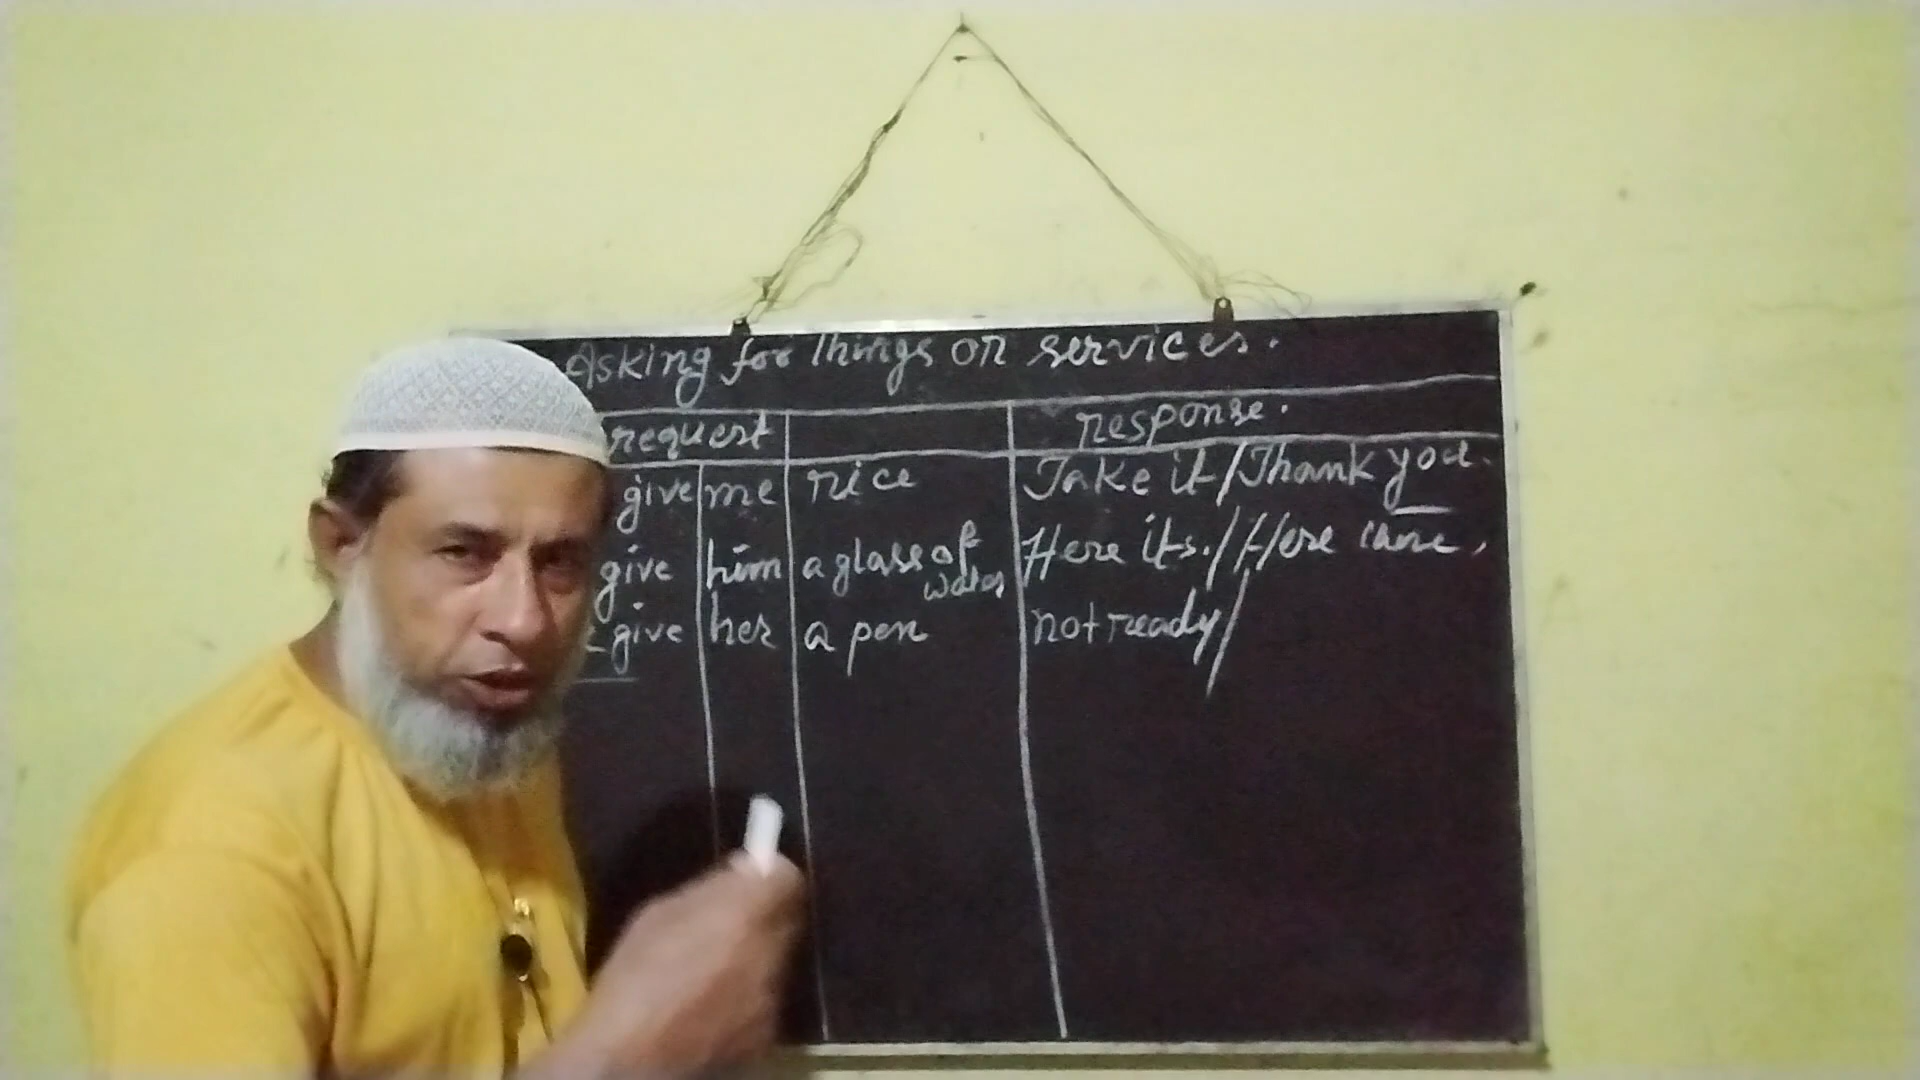 Asking for things or services.
request response.
give me rice Take it/Thank you.
give him a glass of water Here its./Here
give her a pen not ready/